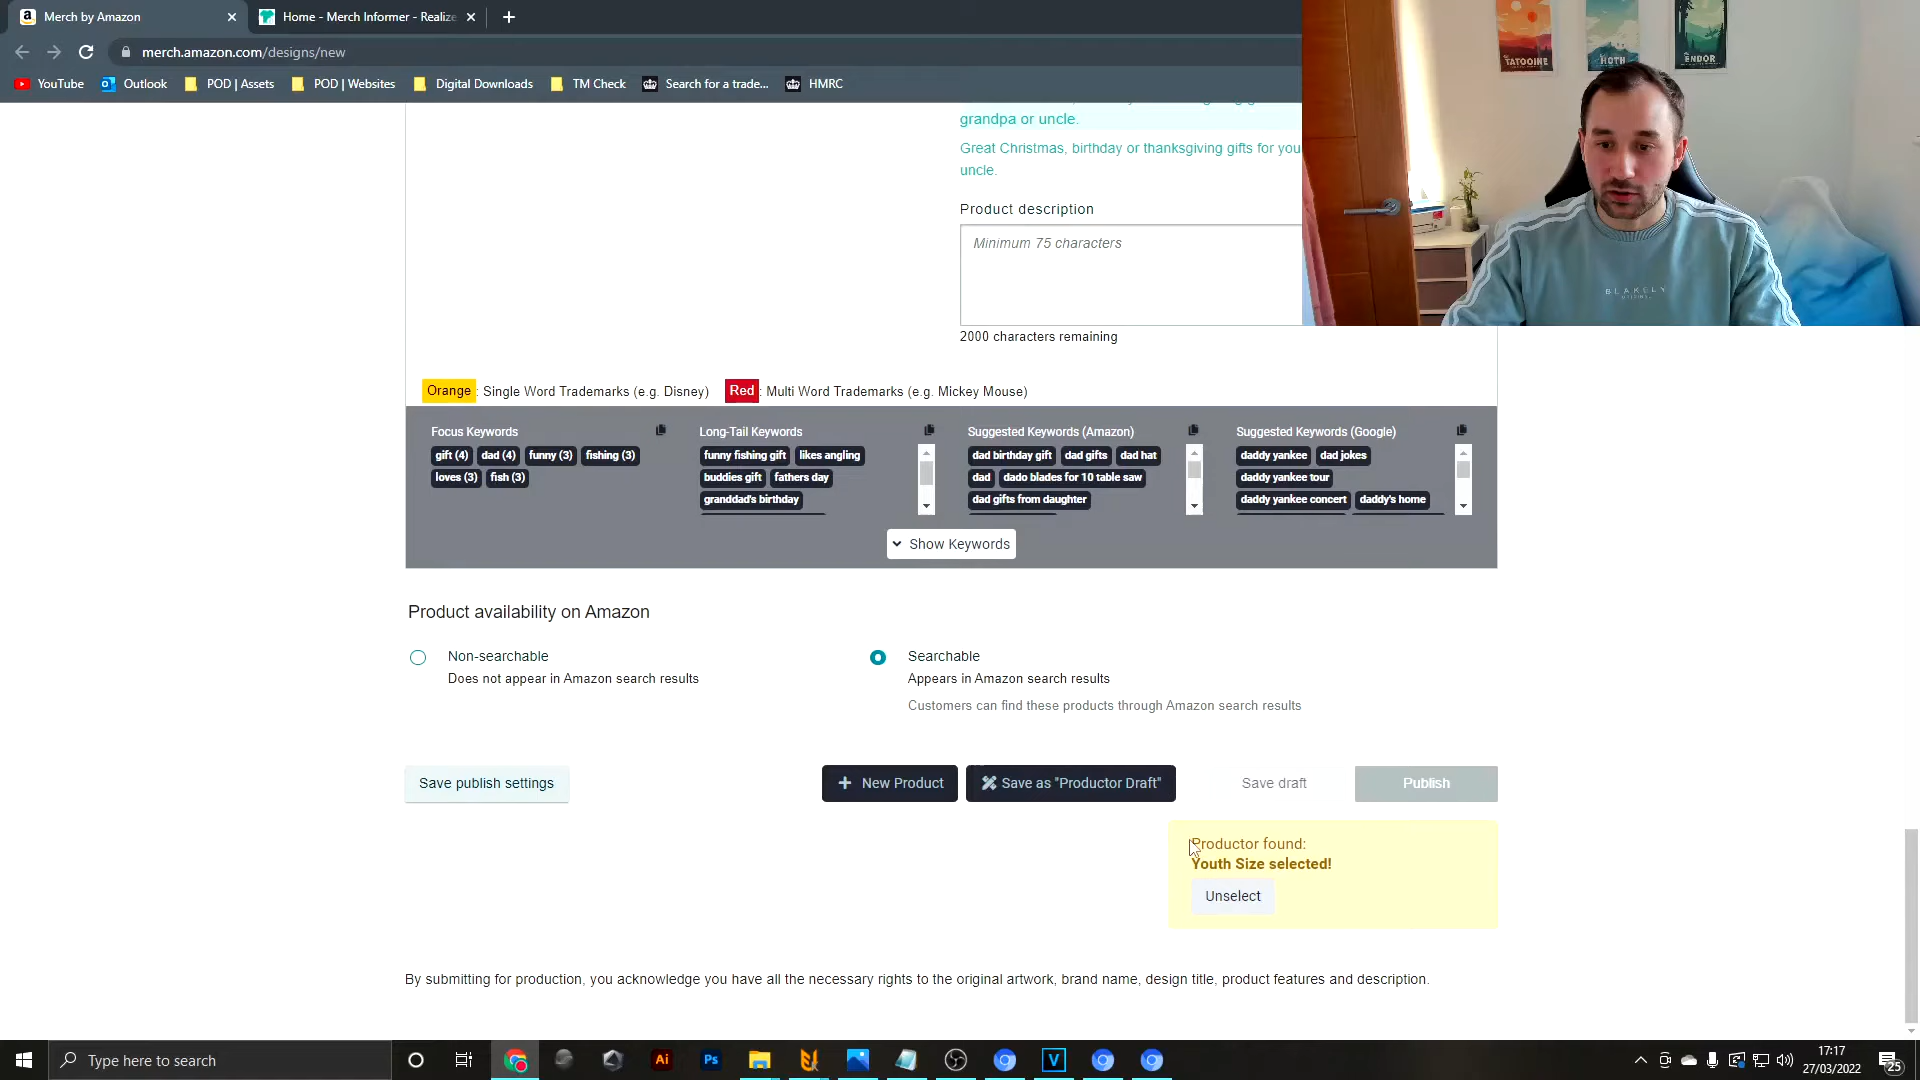 Merch by Amazon
Home - Merch Informer - Realize
merch.amazon.com/designs/new
YouTube
Outlook
POD | Assets
POD | Websites
Digital Downloads
TM Check
Search for a trade...
HMRC
TATOOINE
HOTH
ENDOR
BLAKELY
grandpa or uncle.
Great Christmas, birthday or thanksgiving gifts for you
uncle.
Product description
Minimum 75 characters
2000 characters remaining
Orange : Single Word Trademarks (e.g. Disney) Red : Multi Word Trademarks (e.g. Mickey Mouse)
Focus Keywords
gift (4) dad (4) funny (3) fishing (3)
loves (3) fish (3)
Long-Tail Keywords
funny fishing gift likes angling
buddies gift fathers day
granddad's birthday
Suggested Keywords (Amazon)
dad birthday gift dad gifts dad hat
dad dado blades for 10 table saw
dad gifts from daughter
Suggested Keywords (Google)
daddy yankee dad jokes
daddy yankee tour
daddy yankee concert daddy's home
Show Keywords
Product availability on Amazon
Non-searchable
Does not appear in Amazon search results
Searchable
Appears in Amazon search results
Customers can find these products through Amazon search results
Save publish settings
New Product
Save as "Productor Draft"
Save draft
Publish
Productor found:
Youth Size selected!
Unselect
By submitting for production, you acknowledge you have all the necessary rights to the original artwork, brand name, design title, product features and description.
Type here to search
Ai
Ps
V
17:17
27/03/2022
25